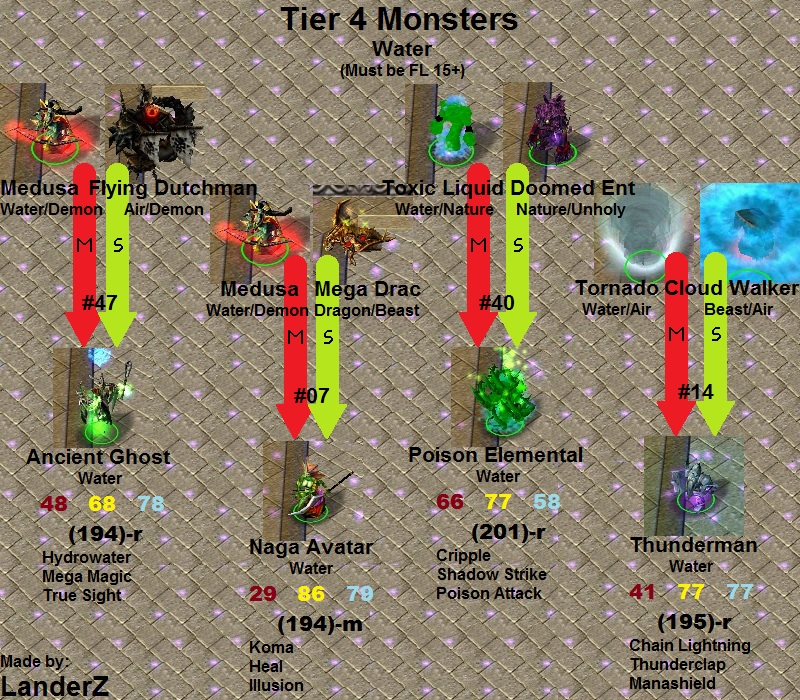 Tier 4 Monsters
Water
(Must be FL 15+)
Medusa Flying Dutchman
Water/Demon Air/Demon
M S
#47
Ancient Ghost
Water
48 68 78
(194)-r
Hydrowater
Mega Magic
True Sight
Medusa Mega Drac
Water/Demon Dragon/Beast
M S
#07
Naga Avatar
Water
29 86 79
(194)-m
Koma
Heal
Illusion
Toxic Liquid Doomed Ent
Water/Nature Nature/Unholy
M S
#40
Poison Elemental
Water
66 77 58
(201)-r
Cripple
Shadow Strike
Poison Attack
Tornado Cloud Walker
Water/Air Beast/Air
M S
#14
Thunderman
Water
41 77 77
(195)-r
Chain Lightning
Thunderclap
Manashield
Made by:
LanderZ